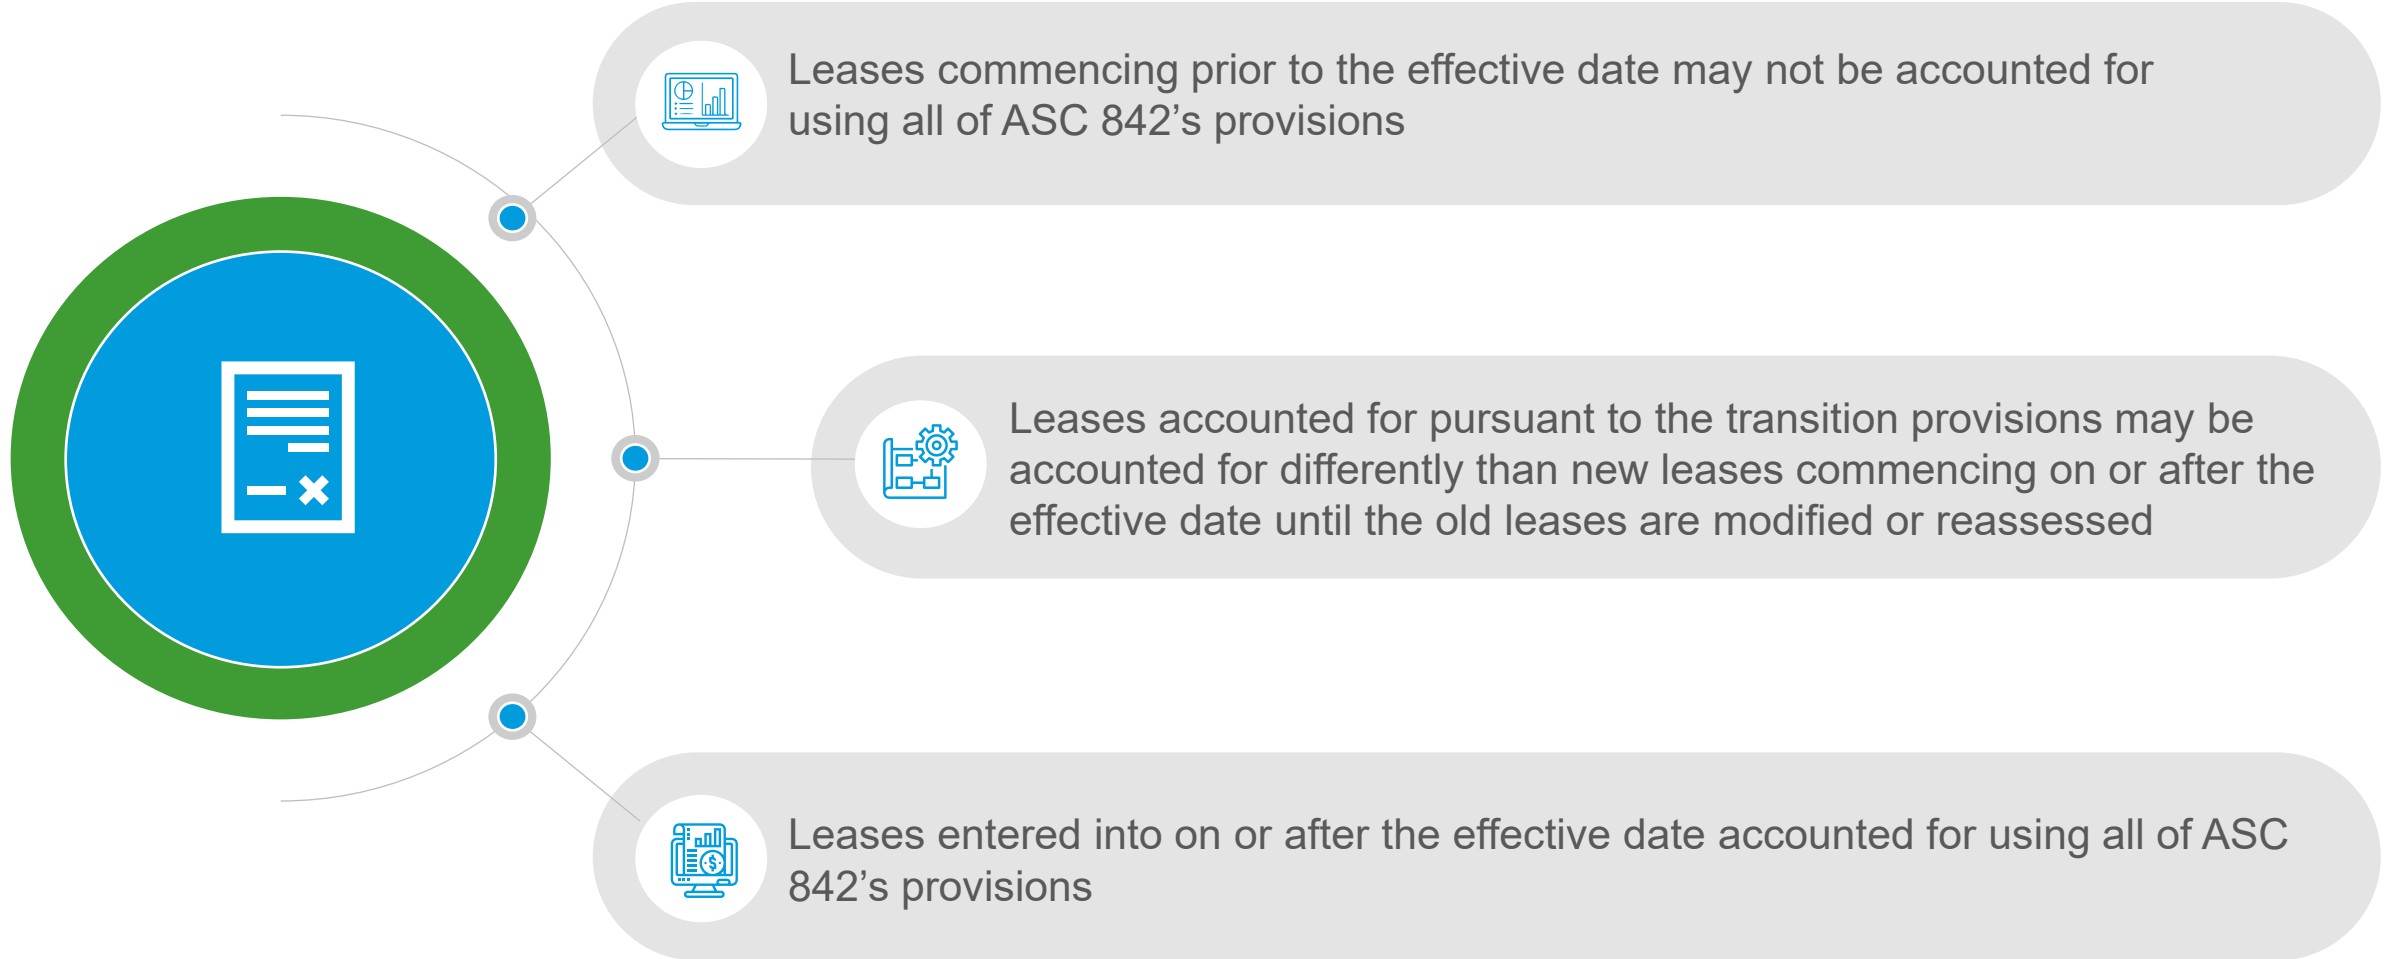 Leases commencing prior to the effective date may not be accounted for
using all of ASC 842’s provisions
Leases accounted for pursuant to the transition provisions may be
accounted for differently than new leases commencing on or after the
effective date until the old leases are modified or reassessed
Leases entered into on or after the effective date accounted for using all of ASC
842’s provisions